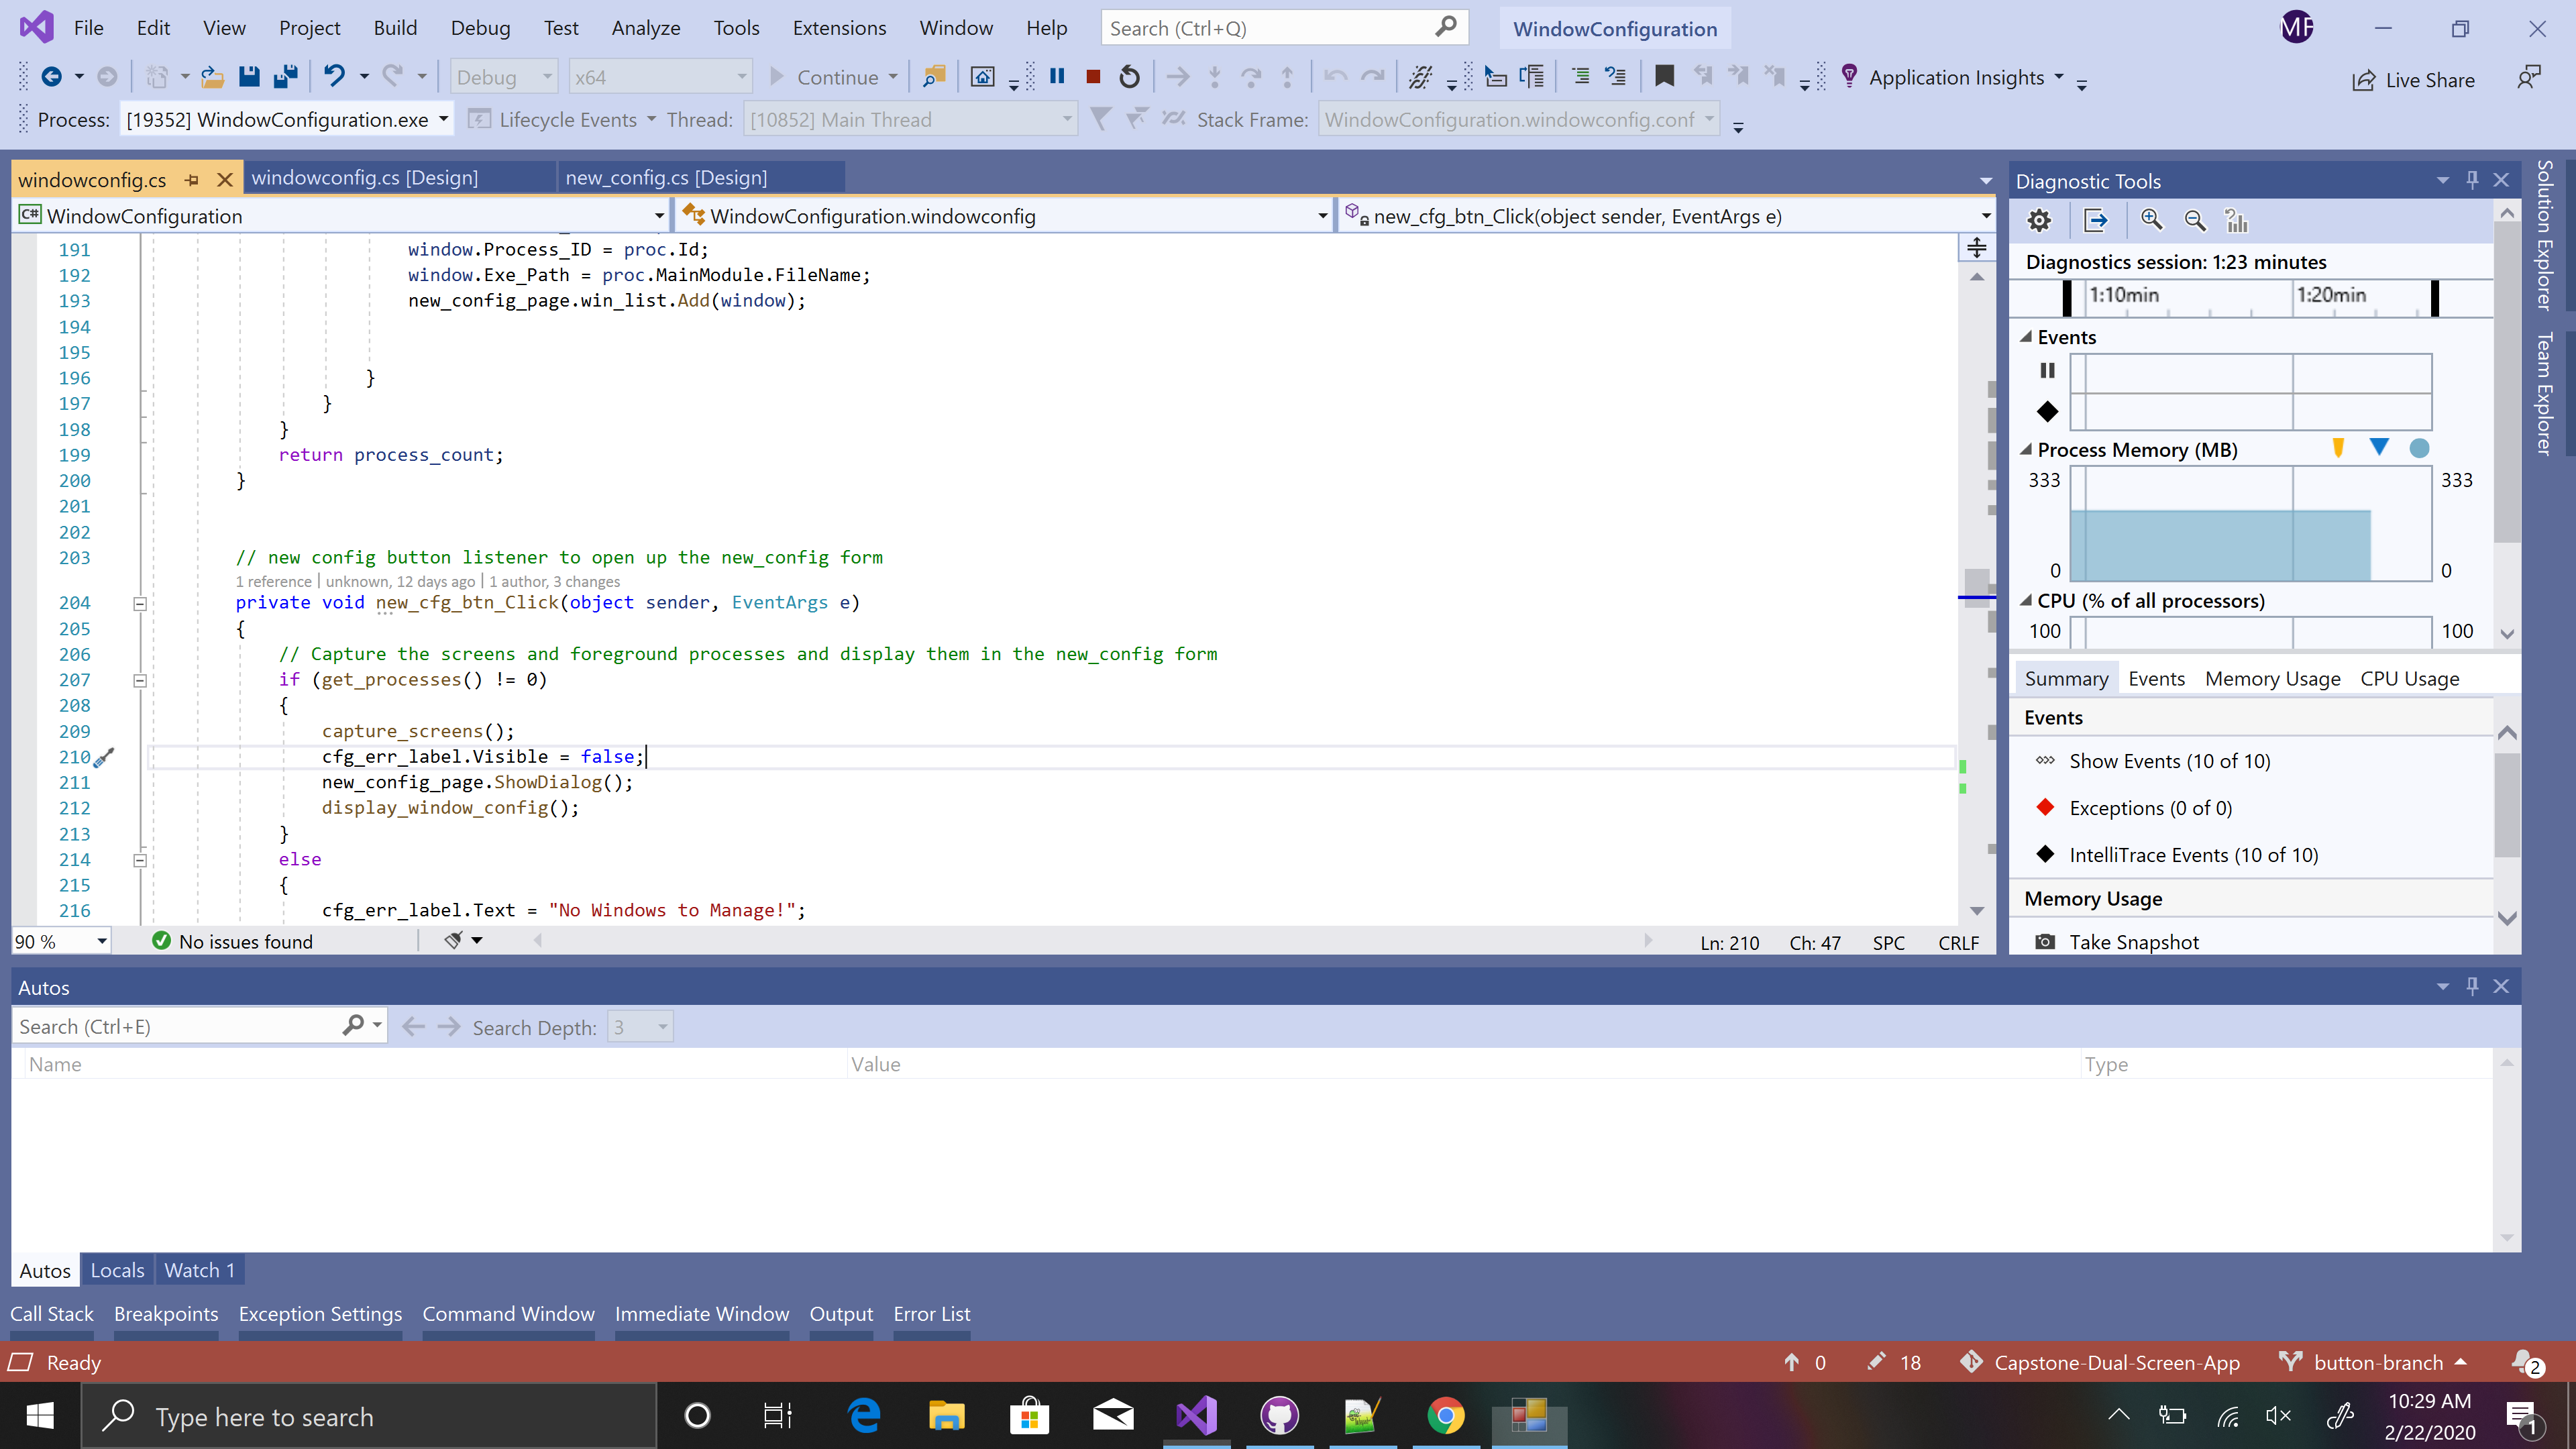 File Edit View Project Build Debug Test Analyze Tools Extensions Window Help Search (Ctrl+Q) WindowConfiguration MF
Debug x64 Continue Application Insights Live Share
Process: [19352] WindowConfiguration.exe Lifecycle Events Thread: [10852] Main Thread Stack Frame: WindowConfiguration.windowconfig.conf
windowconfig.cs windowconfig.cs [Design] new_config.cs [Design]
C# WindowConfiguration WindowConfiguration.windowconfig new_cfg_btn_Click(object sender, EventArgs e)
191 window.Process_ID = proc.Id;
192 window.Exe_Path = proc.MainModule.FileName;
193 new_config_page.win_list.Add(window);
194
195
196 }
197 }
198 }
199 return process_count;
200 }
201
202
203 // new config button listener to open up the new_config form
1 reference | unknown, 12 days ago | 1 author, 3 changes
204 private void new_cfg_btn_Click(object sender, EventArgs e)
205 {
206 // Capture the screens and foreground processes and display them in the new_config form
207 if (get_processes() != 0)
208 {
209 capture_screens();
210 cfg_err_label.Visible = false;
211 new_config_page.ShowDialog();
212 display_window_config();
213 }
214 else
215 {
216 cfg_err_label.Text = "No Windows to Manage!";
90 % No issues found Ln: 210 Ch: 47 SPC CRLF
Diagnostic Tools
Diagnostics session: 1:23 minutes
1:10min 1:20min
Events
Process Memory (MB)
333 333
0 0
CPU (% of all processors)
100 100
Summary Events Memory Usage CPU Usage
Events
Show Events (10 of 10)
Exceptions (0 of 0)
IntelliTrace Events (10 of 10)
Memory Usage
Take Snapshot
Solution Explorer
Team Explorer
Autos
Search (Ctrl+E) Search Depth: 3
Name Value Type
Autos Locals Watch 1
Call Stack Breakpoints Exception Settings Command Window Immediate Window Output Error List
Ready 0 18 Capstone-Dual-Screen-App button-branch 2
Type here to search
10:29 AM
2/22/2020
1